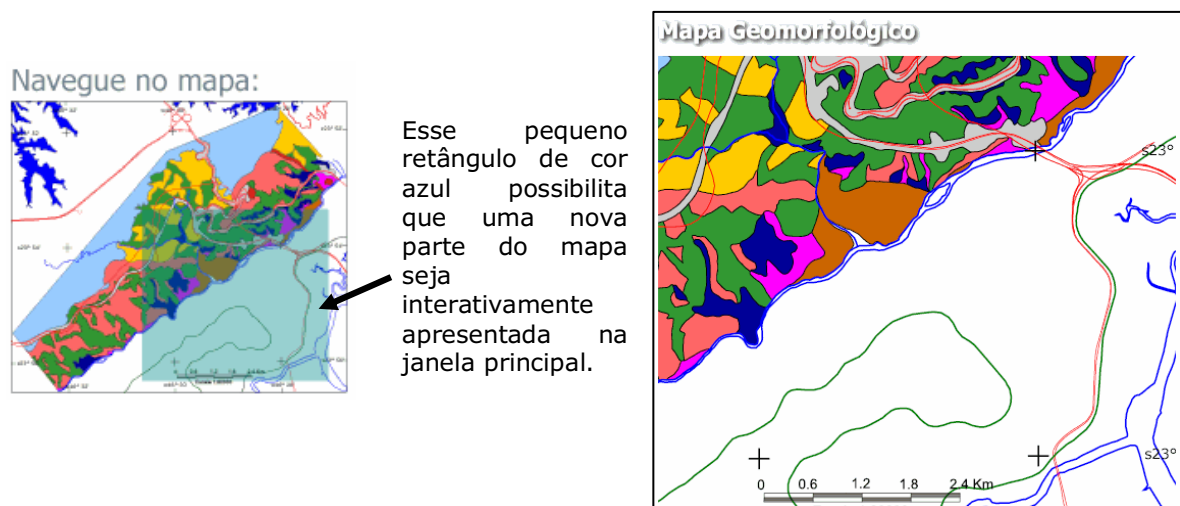 Navegue no mapa:
Esse pequeno
retângulo de cor
azul possibilita
que uma nova
parte do mapa
seja
interativamente
apresentada na
janela principal.
Mapa Geomorfológico
s23°
s23°
0 0.6 1.2 1.8 2.4 Km